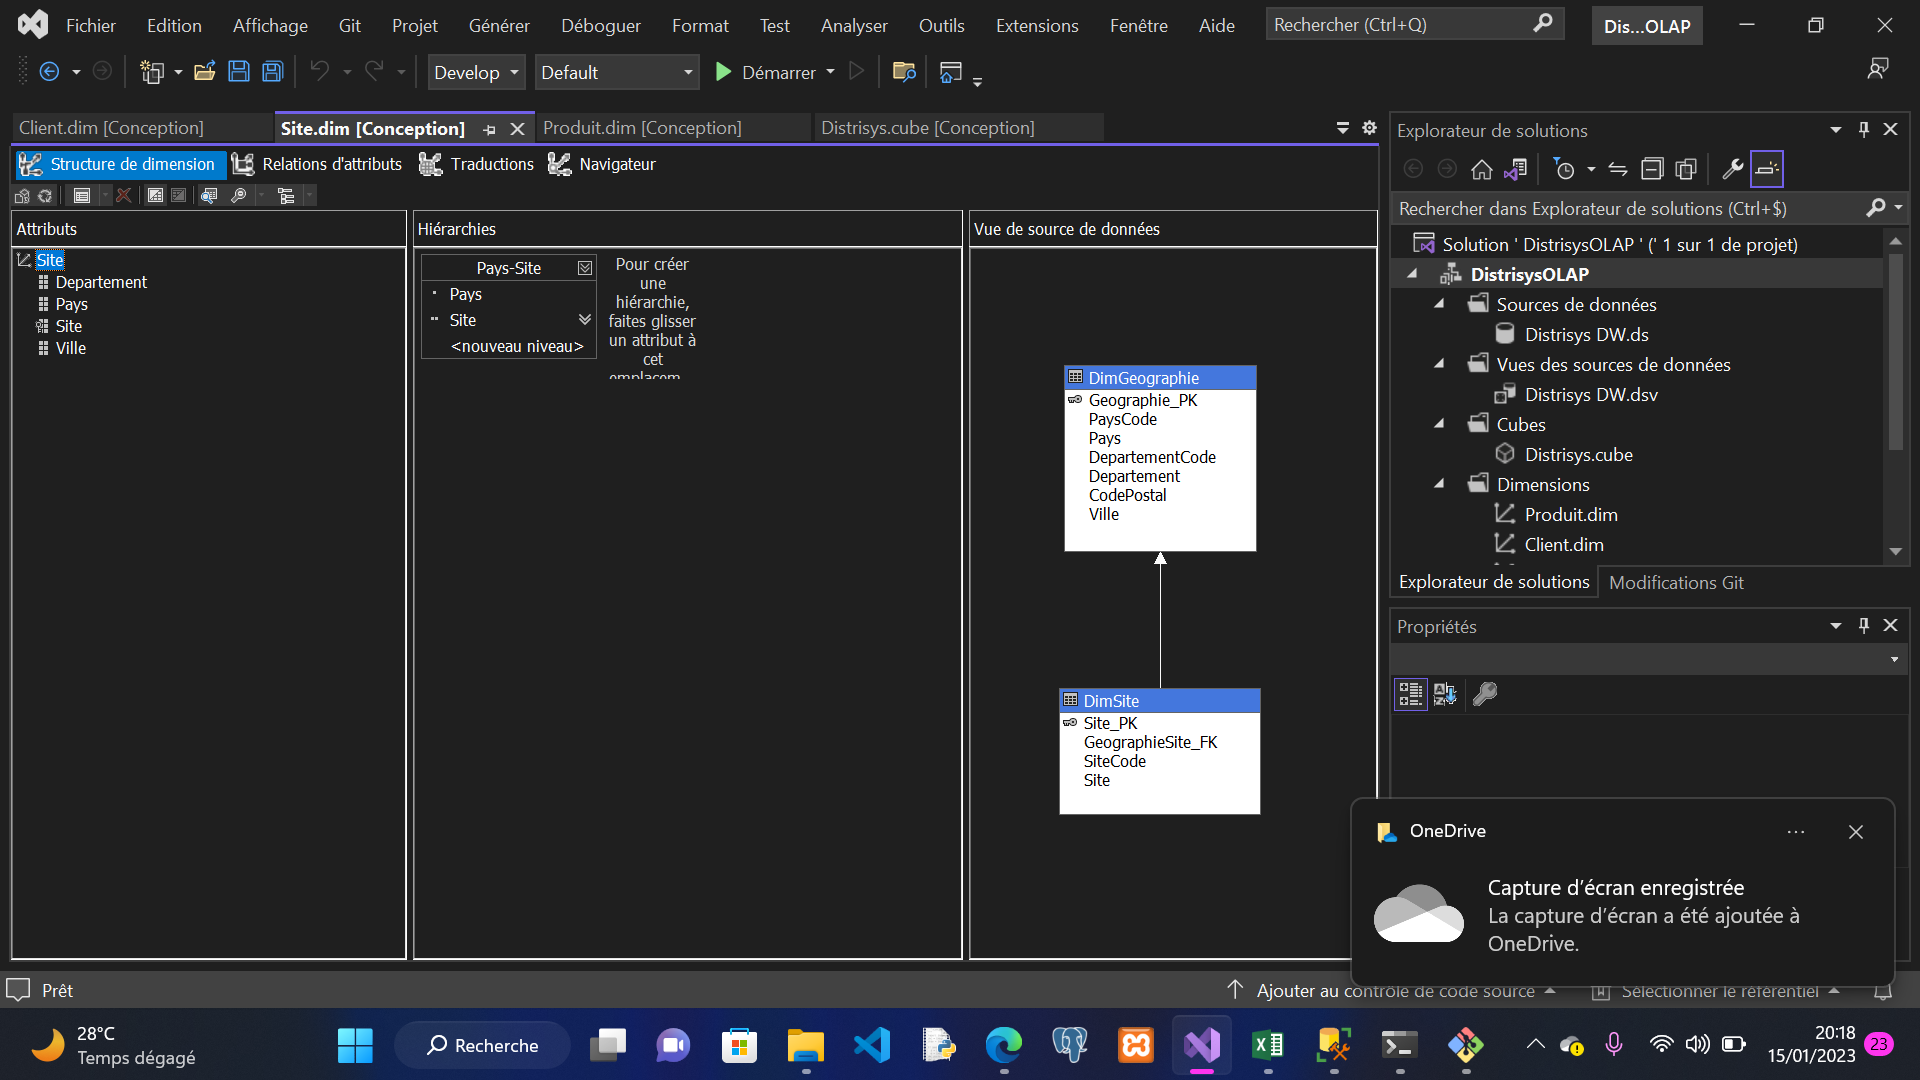 Fichier Edition Affichage Git Projet Générer Déboguer Format Test Analyser Outils Extensions Fenêtre Aide Rechercher (Ctrl+Q) Dis...OLAP
Develop Default Démarrer
Client.dim [Conception] Site.dim [Conception] Produit.dim [Conception] Distrisys.cube [Conception]
Structure de dimension Relations d'attributs Traductions Navigateur
Attributs
Site
Departement
Pays
Site
Ville
Hiérarchies
Pays-Site
Pays
Site
<nouveau niveau>
Pour créer
une
hiérarchie,
faites glisser
un attribut à
cet
emplacem...
Vue de source de données
DimGeographie
Geographie_PK
PaysCode
Pays
DepartementCode
Departement
CodePostal
Ville
DimSite
Site_PK
GeographieSite_FK
SiteCode
Site
Explorateur de solutions
Rechercher dans Explorateur de solutions (Ctrl+$)
Solution ' DistrisysOLAP ' (' 1 sur 1 de projet)
DistrisysOLAP
Sources de données
Distrisys DW.ds
Vues des sources de données
Distrisys DW.dsv
Cubes
Distrisys.cube
Dimensions
Produit.dim
Client.dim
Explorateur de solutions Modifications Git
Propriétés
OneDrive
Capture d'écran enregistrée
La capture d'écran a été ajoutée à
OneDrive.
Prêt
Ajouter au contrôle de code source Sélectionner le référentiel
28°C
Temps dégagé
Recherche
20:18
15/01/2023
23